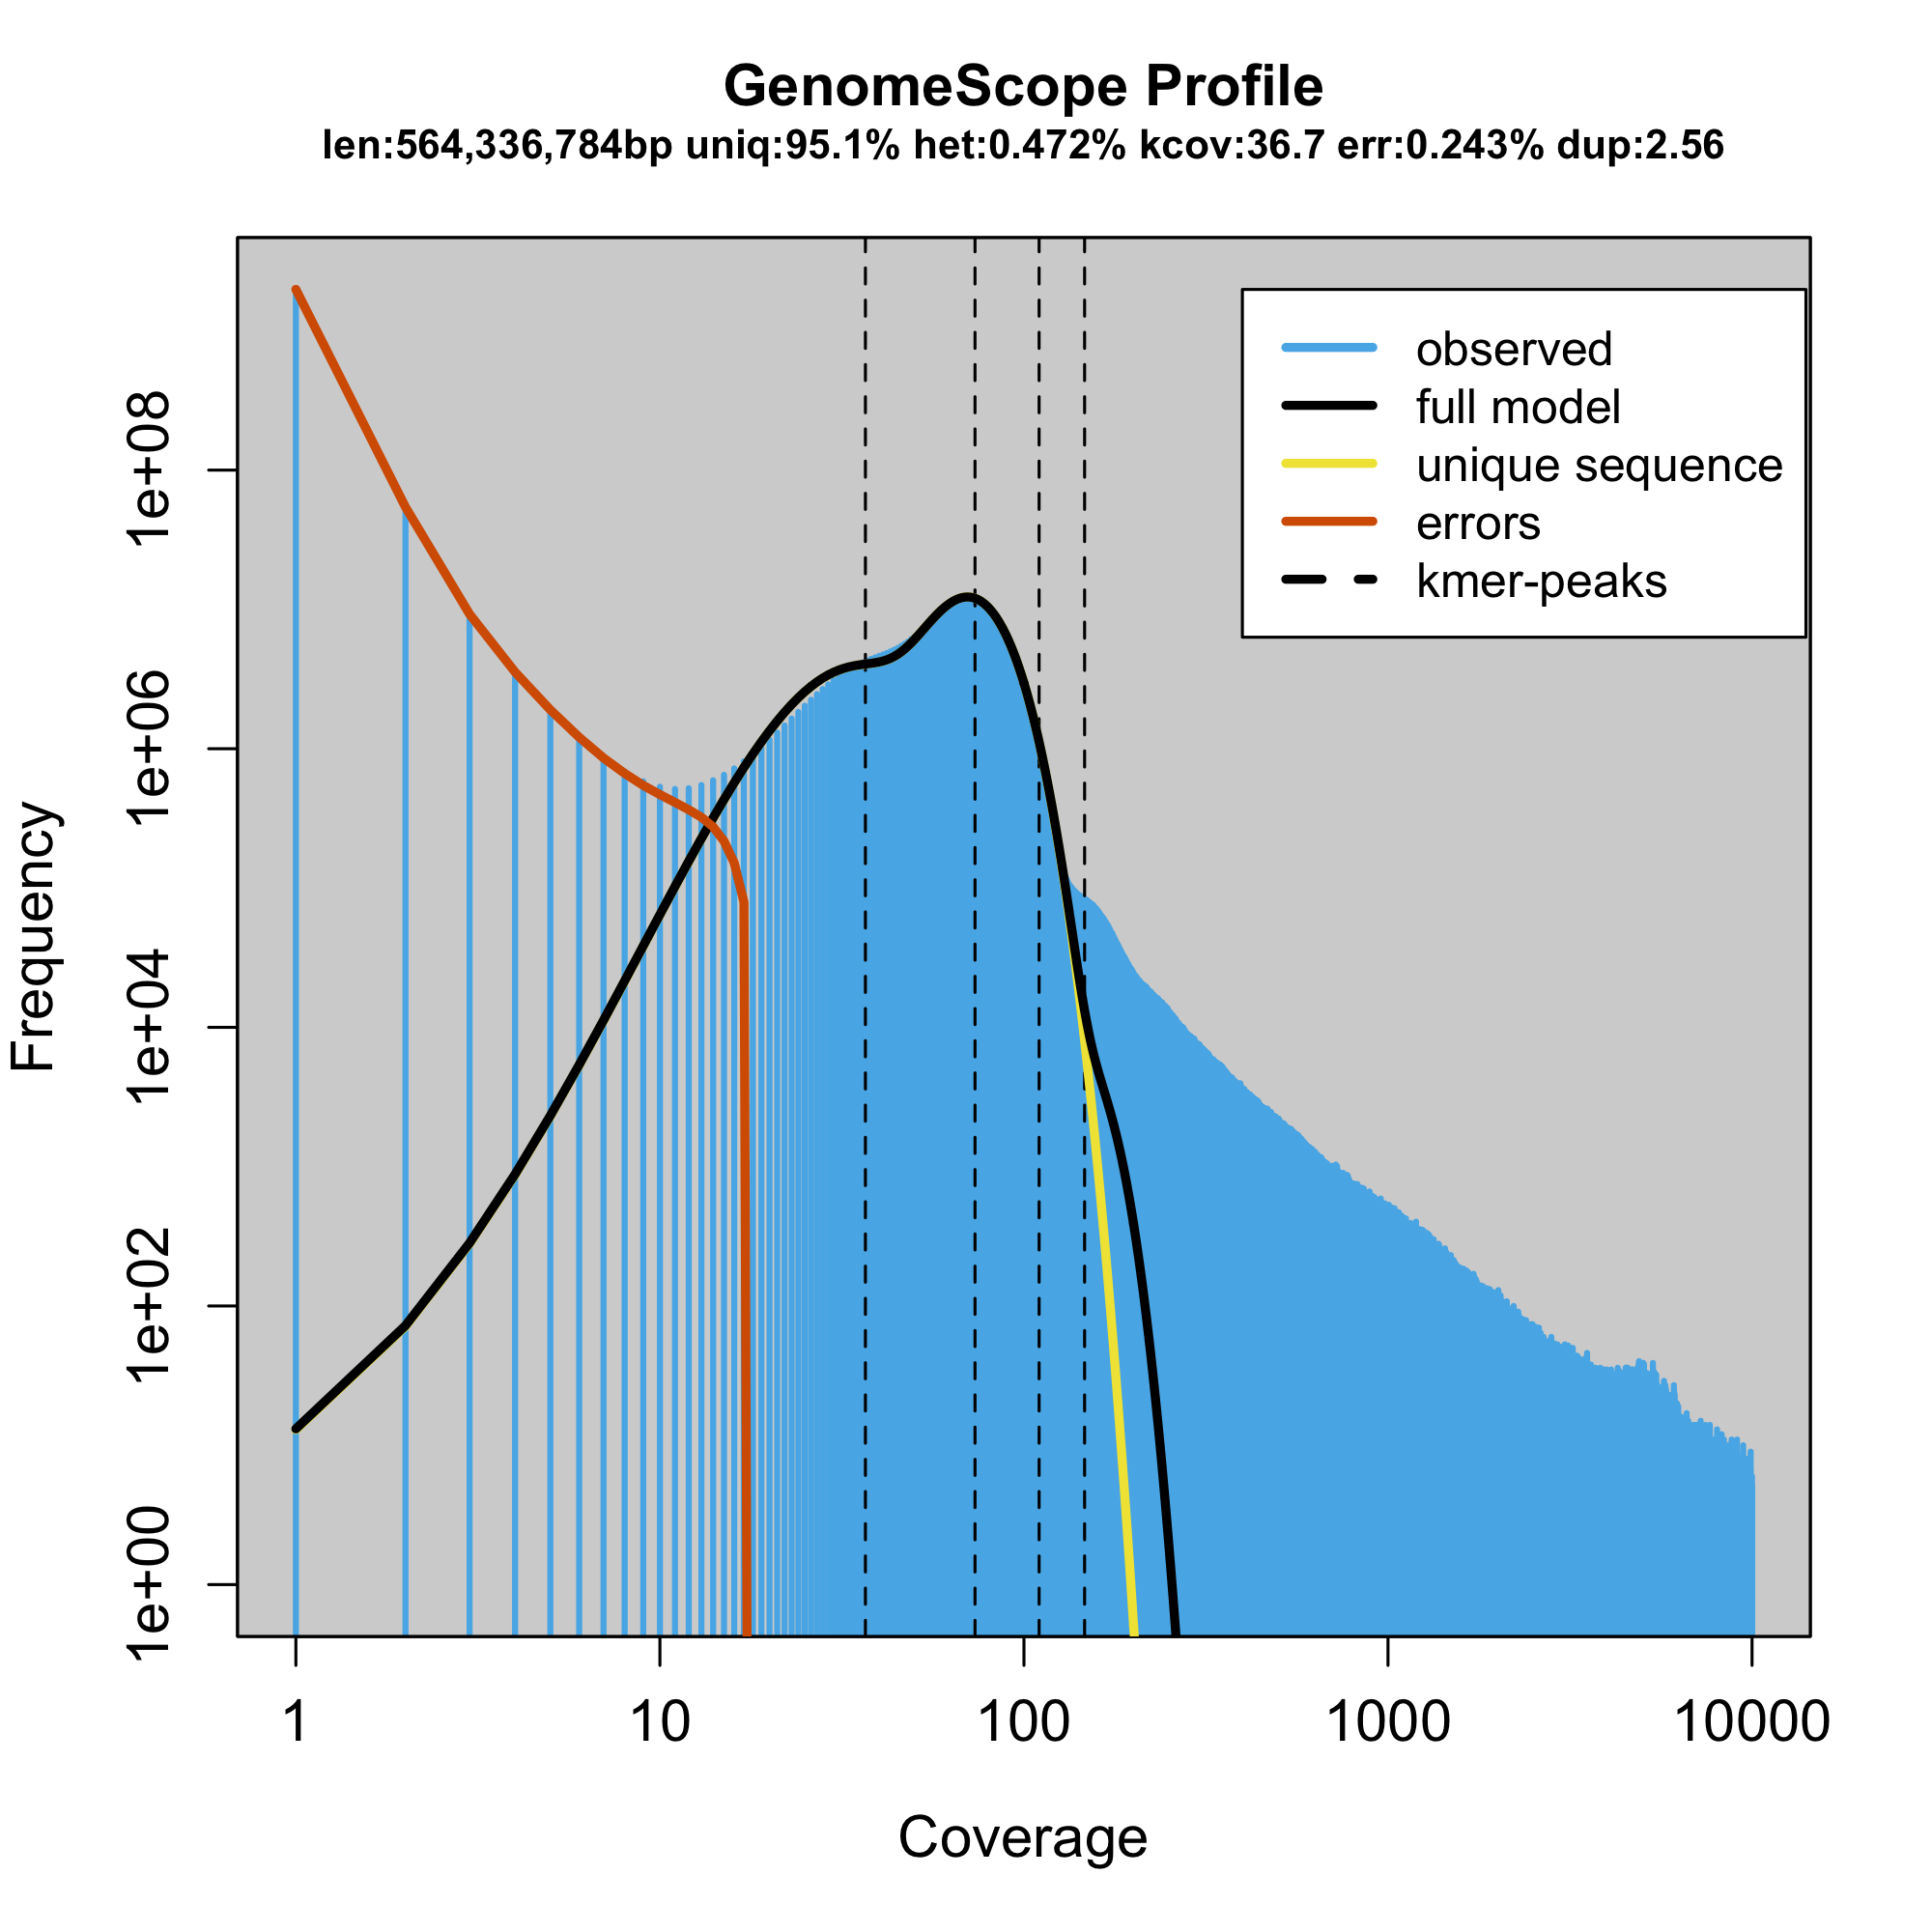 GenomeScope Profile
len:564,336,784bp uniq:95.1% het:0.472% kcov:36.7 err:0.243% dup:2.56
observed
full model
unique sequence
errors
kmer-peaks
Frequency
1e+08
1e+06
1e+04
1e+02
1e+00
1 10 100 1000 10000
Coverage